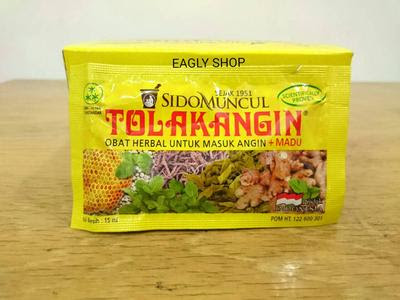 EAGLY SHOP
SEJAK 1951
SIDOMUNCUL
SCIENTIFICALLY
PROVEN
TOLAKANGIN®
OBAT HERBAL UNTUK MASUK ANGIN + MADU
15 ml
POM HT. 122 600 301